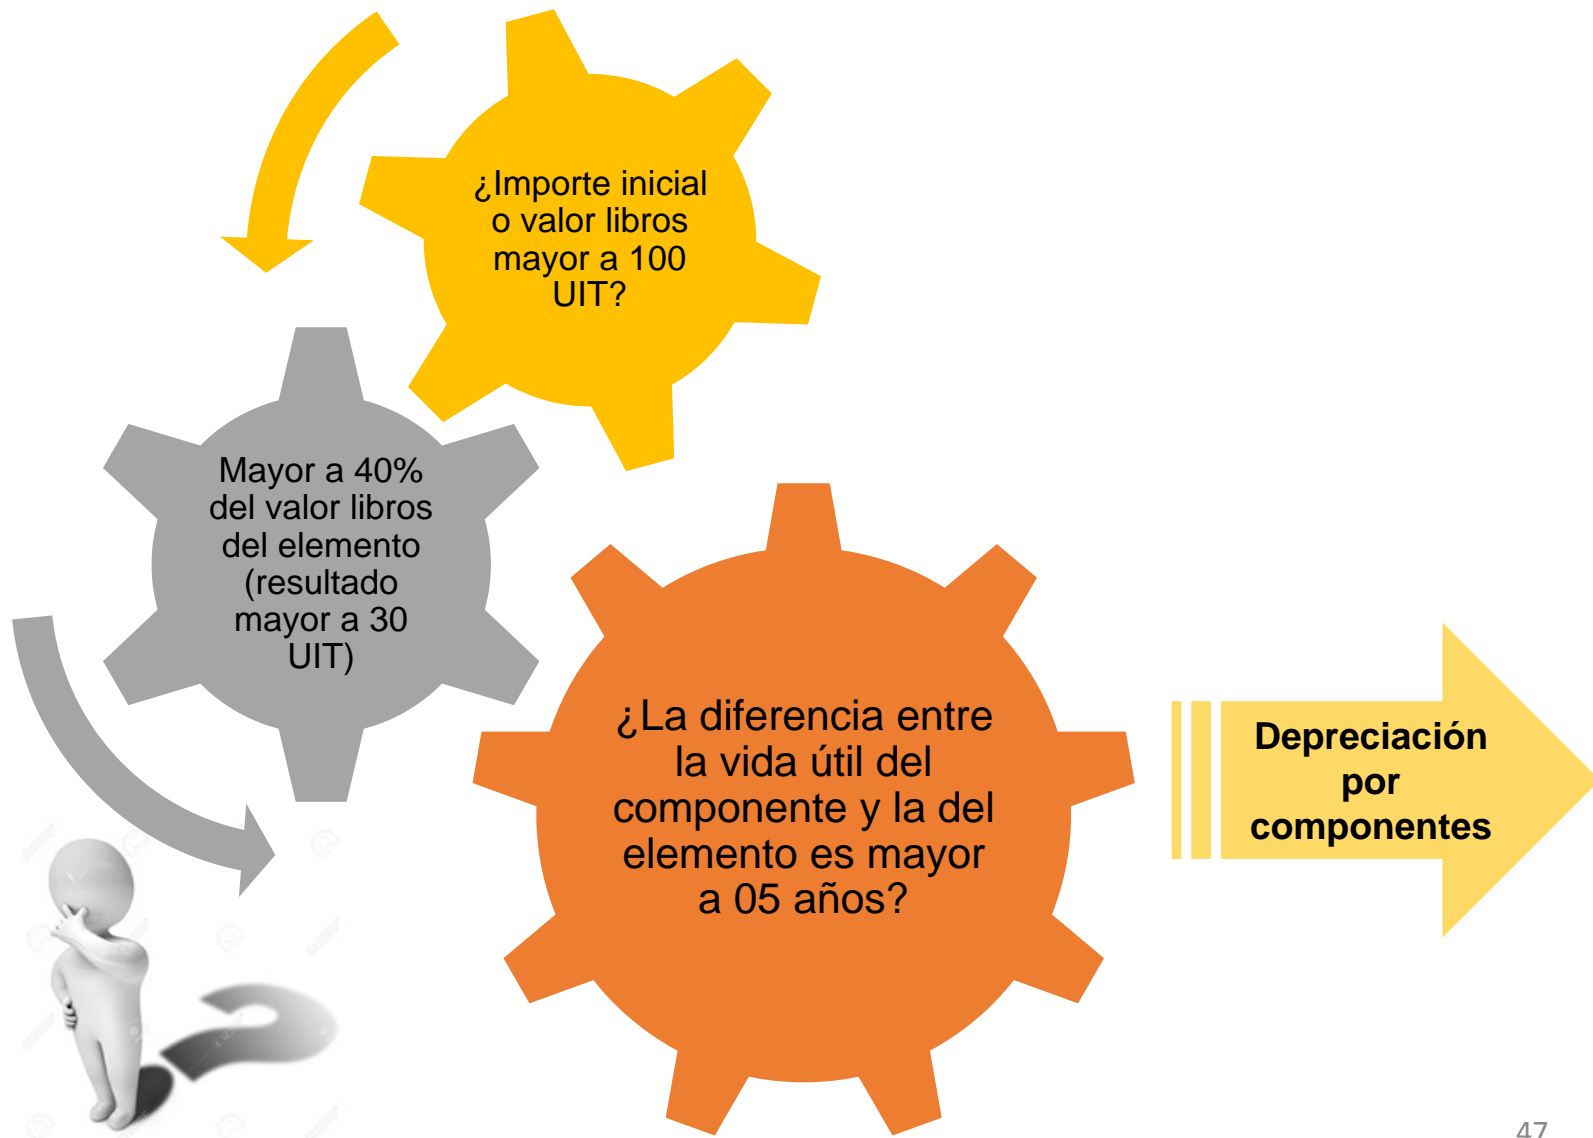 ¿Importe inicial
o valor libros
mayor a 100
UIT?
Mayor a 40%
del valor libros
del elemento
(resultado
mayor a 30
UIT)
¿La diferencia entre
la vida útil del
componente y la del
elemento es mayor
a 05 años?
Depreciación
por
componentes
47